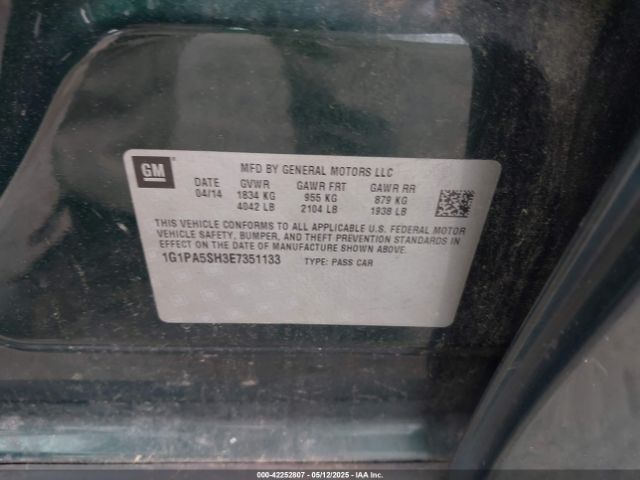 GM
MFD BY GENERAL MOTORS LLC
DATE GVWR GAWR FRT GAWR RR
04/14 1834 KG 955 KG 879 KG
4042 LB 2104 LB 1938 LB
THIS VEHICLE CONFORMS TO ALL APPLICABLE U.S. FEDERAL MOTOR
VEHICLE SAFETY, BUMPER, AND THEFT PREVENTION STANDARDS IN
EFFECT ON THE DATE OF MANUFACTURE SHOWN ABOVE.
1G1PA5SH3E7351133 TYPE: PASS CAR
000-42252807 - 05/12/2025 - IAA Inc.